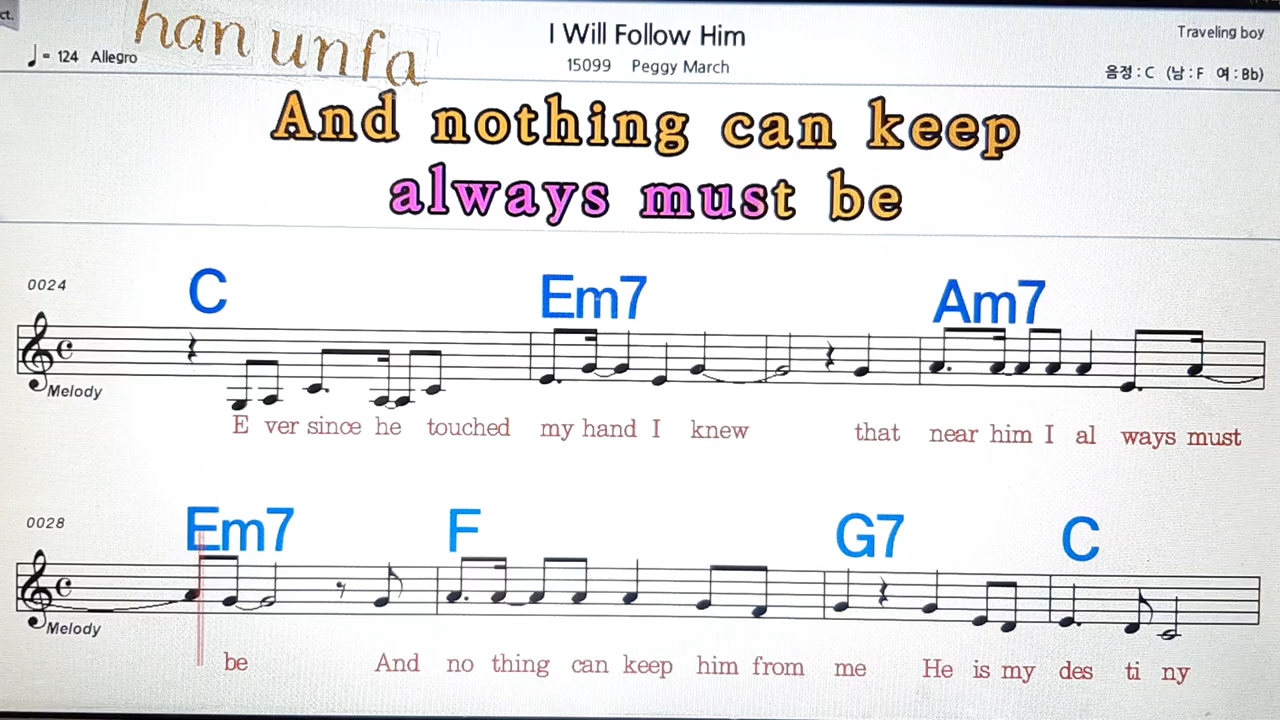 ct.
han unfa
I Will Follow Him
Traveling boy
= 124 Allegro
15099 Peggy March
음정 : C (남 : F 여 : Bb)
And nothing can keep
always must be
0024
C Em7 Am7
Melody
E ver since he touched my hand I knew that near him I al ways must
0028
Em7 F G7 C
Melody
be And no thing can keep him from me He is my des ti ny